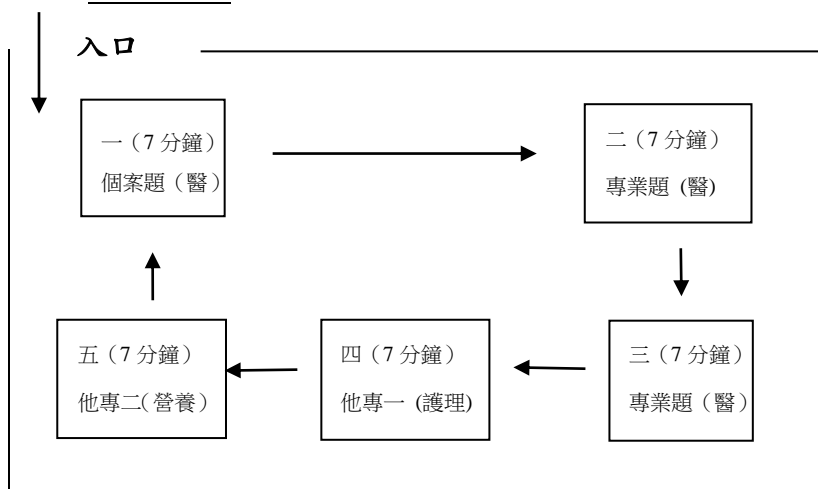 入口
一（7 分鐘）
個案題（醫）
二（7 分鐘）
專業題 (醫)
三（7 分鐘）
專業題（醫）
四（7 分鐘）
他專一 (護理)
五（7 分鐘）
他專二（營養）